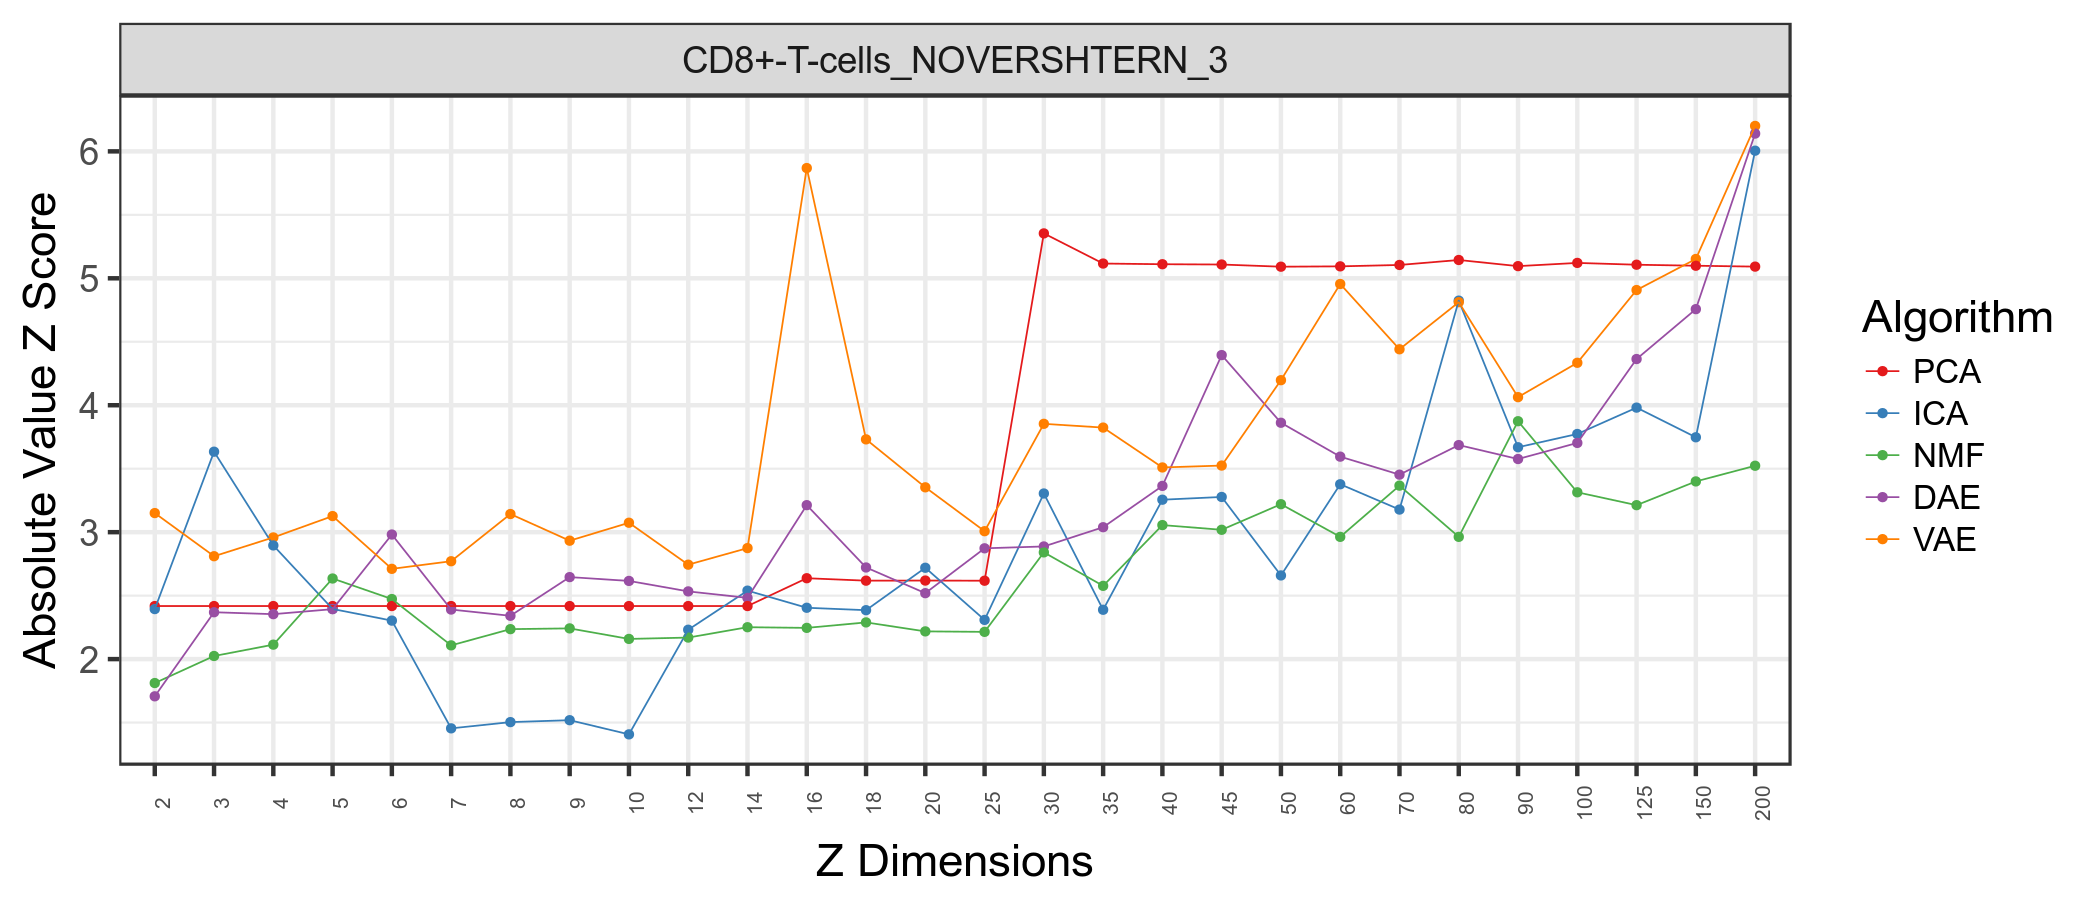 CD8+-T-cells_NOVERSHTERN_3
Absolute Value Z Score
6
5
4
3
2
2 3 4 5 6 7 8 9 10 12 14 16 18 20 25 30 35 40 45 50 60 70 80 90 100 125 150 200
Z Dimensions
Algorithm
PCA
ICA
NMF
DAE
VAE